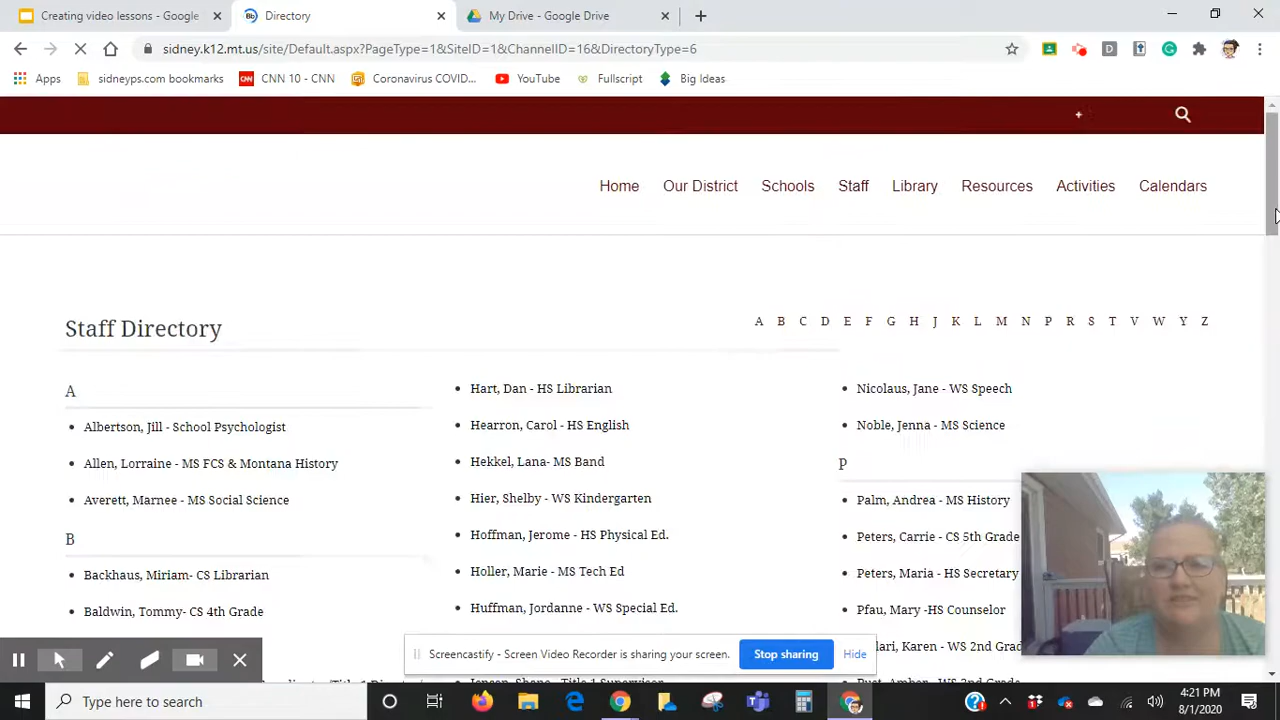 Creating video lessons - Google
Directory
My Drive - Google Drive
sidney.k12.mt.us/site/Default.aspx?PageType=1&SiteID=1&ChannelID=16&DirectoryType=6
Apps
sidneyps.com bookmarks
CNN 10 - CNN
Coronavirus COVID...
YouTube
Fullscript
Big Ideas
Home
Our District
Schools
Staff
Library
Resources
Activities
Calendars
Staff Directory
A B C D E F G H J K L M N P R S T V W Y Z
A
Albertson, Jill - School Psychologist
Allen, Lorraine - MS FCS & Montana History
Averett, Marnee - MS Social Science
B
Backhaus, Miriam- CS Librarian
Baldwin, Tommy- CS 4th Grade
Hart, Dan - HS Librarian
Hearron, Carol - HS English
Hekkel, Lana- MS Band
Hier, Shelby - WS Kindergarten
Hoffman, Jerome - HS Physical Ed.
Holler, Marie - MS Tech Ed
Huffman, Jordanne - WS Special Ed.
Nicolaus, Jane - WS Speech
Noble, Jenna - MS Science
P
Palm, Andrea - MS History
Peters, Carrie - CS 5th Grade
Peters, Maria - HS Secretary
Pfau, Mary -HS Counselor
Karen - WS 2nd Grad
Screencastify - Screen Video Recorder is sharing your screen.
Stop sharing
Hide
Type here to search
4:21 PM
8/1/2020